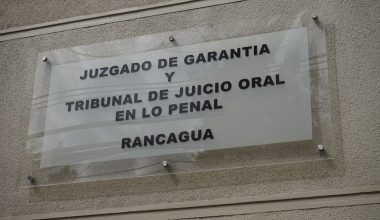 JUZGADO DE GARANTIA
Y
TRIBUNAL DE JUICIO ORAL
EN LO PENAL
RANCAGUA